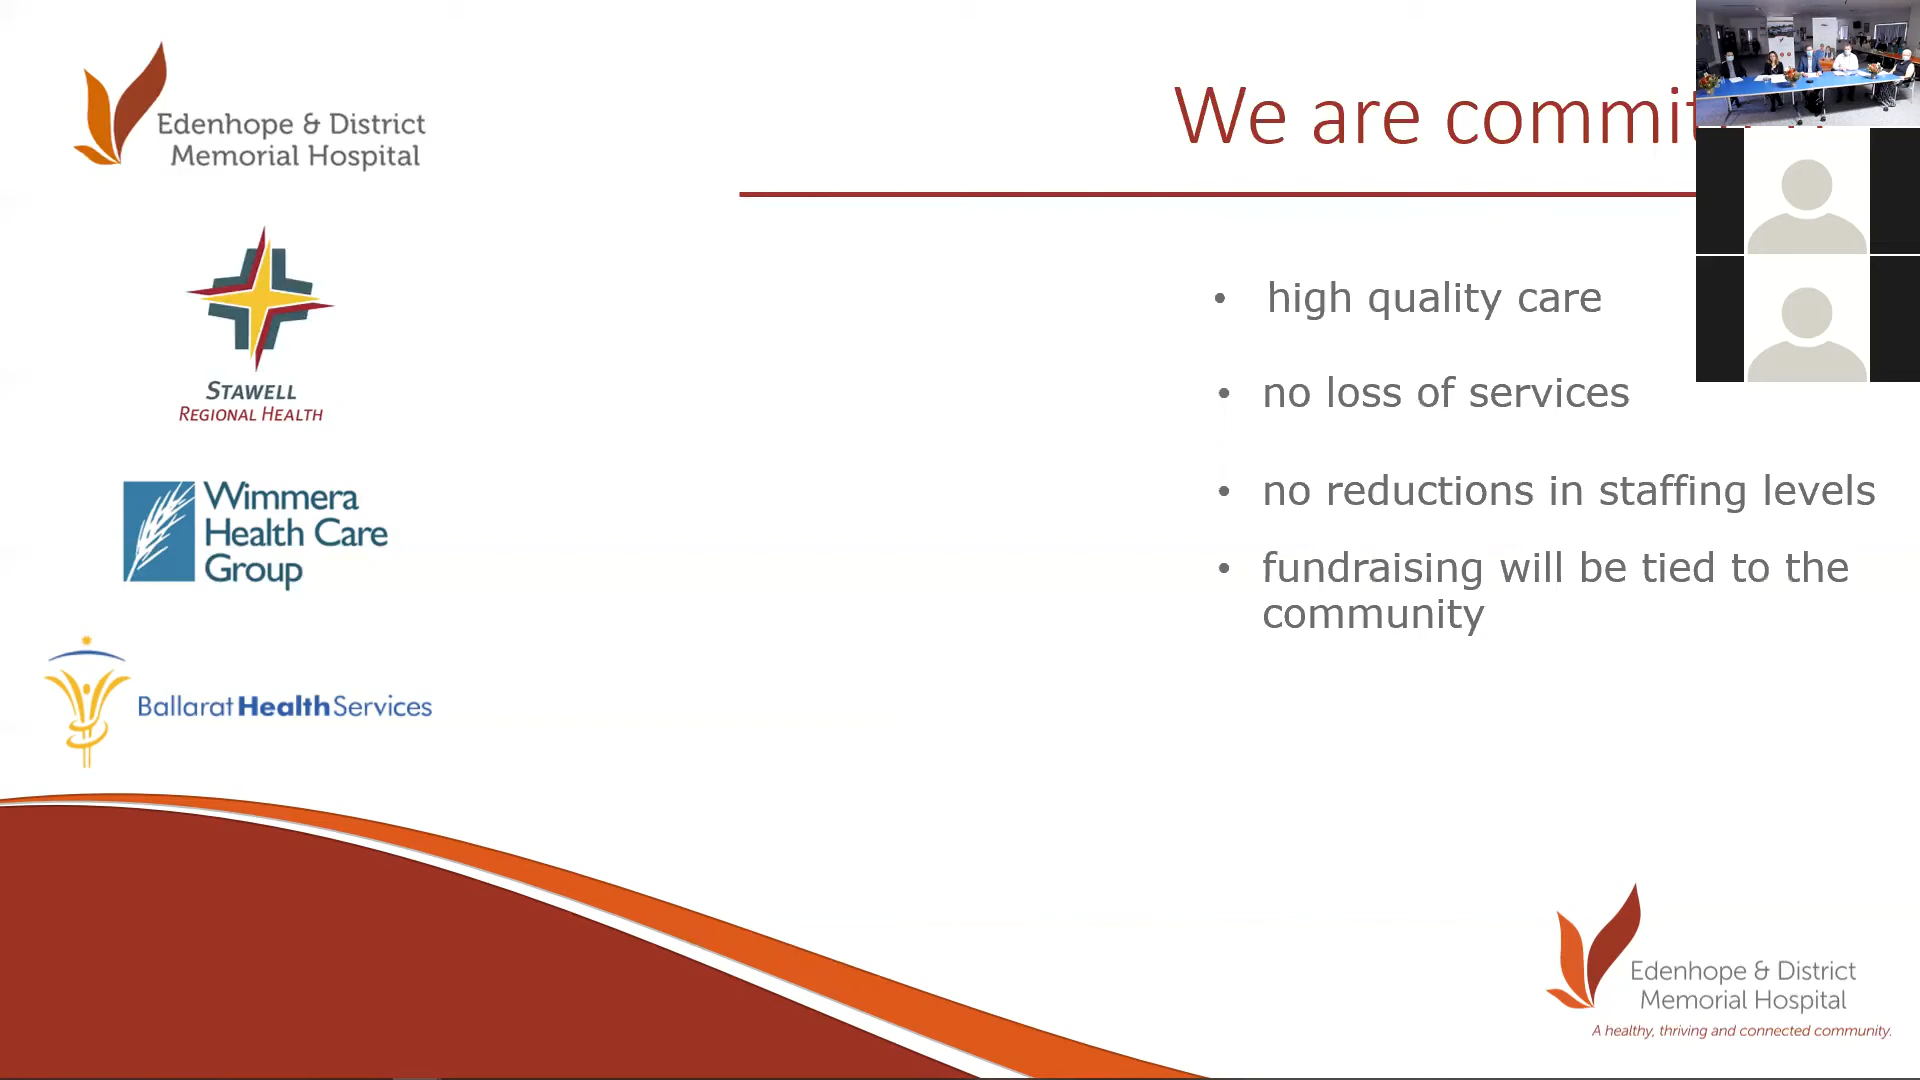 Edenhope & District
Memorial Hospital
STAWELL
REGIONAL HEALTH
Wimmera
Health Care
Group
Ballarat Health Services
We are commit
• high quality care
• no loss of services
• no reductions in staffing levels
• fundraising will be tied to the
community
Edenhope & District
Memorial Hospital
A healthy, thriving and connected community.